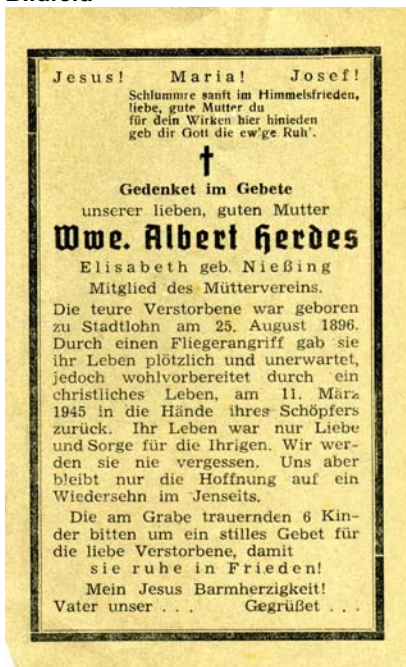 Jesus! Maria! Josef!
Schlummre sanft im Himmelsfrieden,
liebe, gute Mutter du
für dein Wirken hier hinieden
geb dir Gott die ew'ge Ruh'.
Gedenket im Gebete
unserer lieben, guten Mutter
Wwe. Albert Herdes
Elisabeth geb. Nießing
Mitglied des Müttervereins.
Die teure Verstorbene war geboren
zu Stadtlohn am 25. August 1896.
Durch einen Fliegerangriff gab sie
ihr Leben plötzlich und unerwartet,
jedoch wohlvorbereitet durch ein
christliches Leben, am 11. März
1945 in die Hände ihres Schöpfers
zurück. Ihr Leben war nur Liebe
und Sorge für die Ihrigen. Wir wer-
den sie nie vergessen. Uns aber
bleibt nur die Hoffnung auf ein
Wiedersehn im Jenseits.
Die am Grabe trauernden 6 Kin-
der bitten um ein stilles Gebet für
die liebe Verstorbene, damit
sie ruhe in Frieden!
Mein Jesus Barmherzigkeit!
Vater unser . . . Gegrüßet . . .